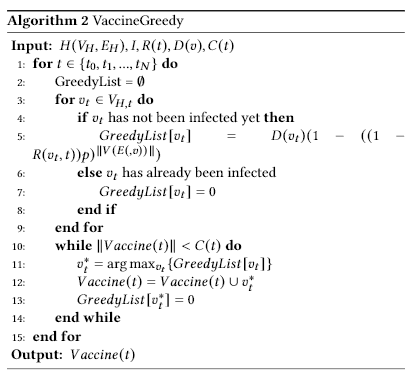 Algorithm 2 VaccineGreedy
Input: H(V_H, E_H), I, R(t), D(v), C(t)
1: for t ∈ {t_0, t_1, ..., t_N} do
2: GreedyList = ∅
3: for v_t ∈ V_{H,t} do
4: if v_t has not been infected yet then
5: GreedyList[v_t] = D(v_t)(1 − ((1 −
R(v_t, t))p)^{∥V(E(,v))∥})
6: else v_t has already been infected
7: GreedyList[v_t] = 0
8: end if
9: end for
10: while ∥Vaccine(t)∥ < C(t) do
11: v_t^* = arg max_{v_t} {GreedyList[v_t]}
12: Vaccine(t) = Vaccine(t) ∪ v_t^*
13: GreedyList[v_t^*] = 0
14: end while
15: end for
Output: Vaccine(t)